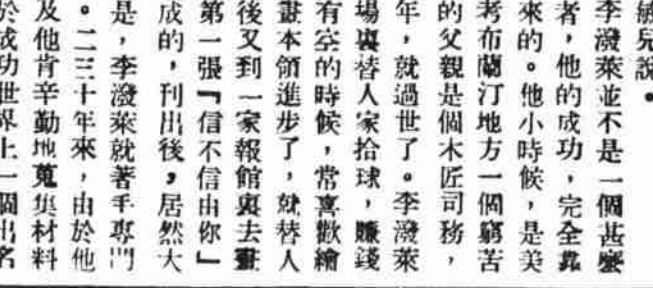 敏兒說。
李潑萊並不是一個甚麼
者，他的成功，完全靠
來的。他小時候，是美
考布蘭汀地方一個窮苦
的父親是個木匠司務，
年，就過世了。李潑萊
場裏替人家拾球，賺錢
有空的時候，常喜歡繪
畫本領進步了，就替人
後又到一家報館裏去畫
第一張「信不信由你」
成的，刊出後，居然大
是，李潑萊就著手專門
。二三十年來，由於他
及他肯辛勤地蒐集材料
於成功世界上一個出名